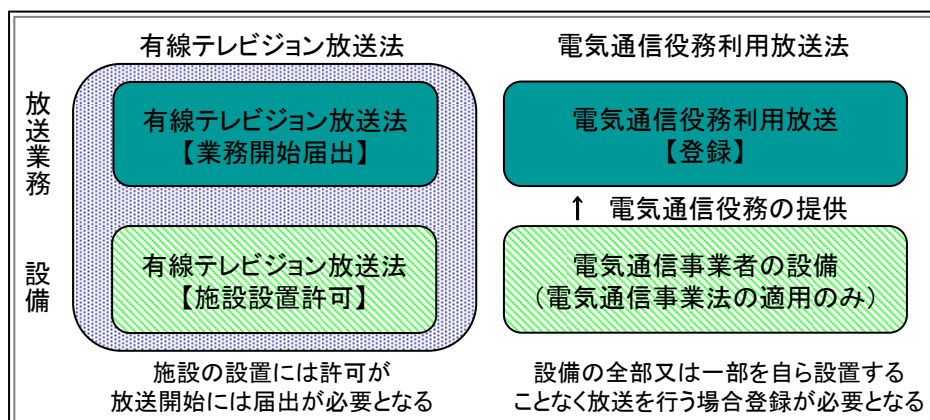 有線テレビジョン放送法
電気通信役務利用放送法
放送業務
有線テレビジョン放送法
【業務開始届出】
電気通信役務利用放送
【登録】
↑ 電気通信役務の提供
設備
有線テレビジョン放送法
【施設設置許可】
電気通信事業者の設備
（電気通信事業法の適用のみ）
施設の設置には許可が
放送開始には届出が必要となる
設備の全部又は一部を自ら設置する
ことなく放送を行う場合登録が必要となる